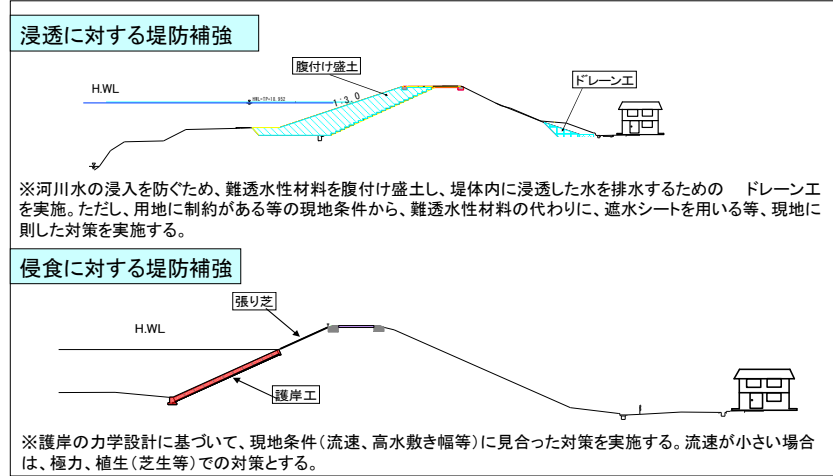 浸透に対する堤防補強
腹付け盛土
ドレーン工
H.WL
HWL=TP+10.952
1:3.0
※河川水の浸入を防ぐため、難透水性材料を腹付け盛土し、堤体内に浸透した水を排水するための　ドレーン工
を実施。ただし、用地に制約がある等の現地条件から、難透水性材料の代わりに、遮水シートを用いる等、現地に
則した対策を実施する。
侵食に対する堤防補強
張り芝
H.WL
護岸工
※護岸の力学設計に基づいて、現地条件(流速、高水敷き幅等)に見合った対策を実施する。流速が小さい場合
は、極力、植生(芝生等)での対策とする。